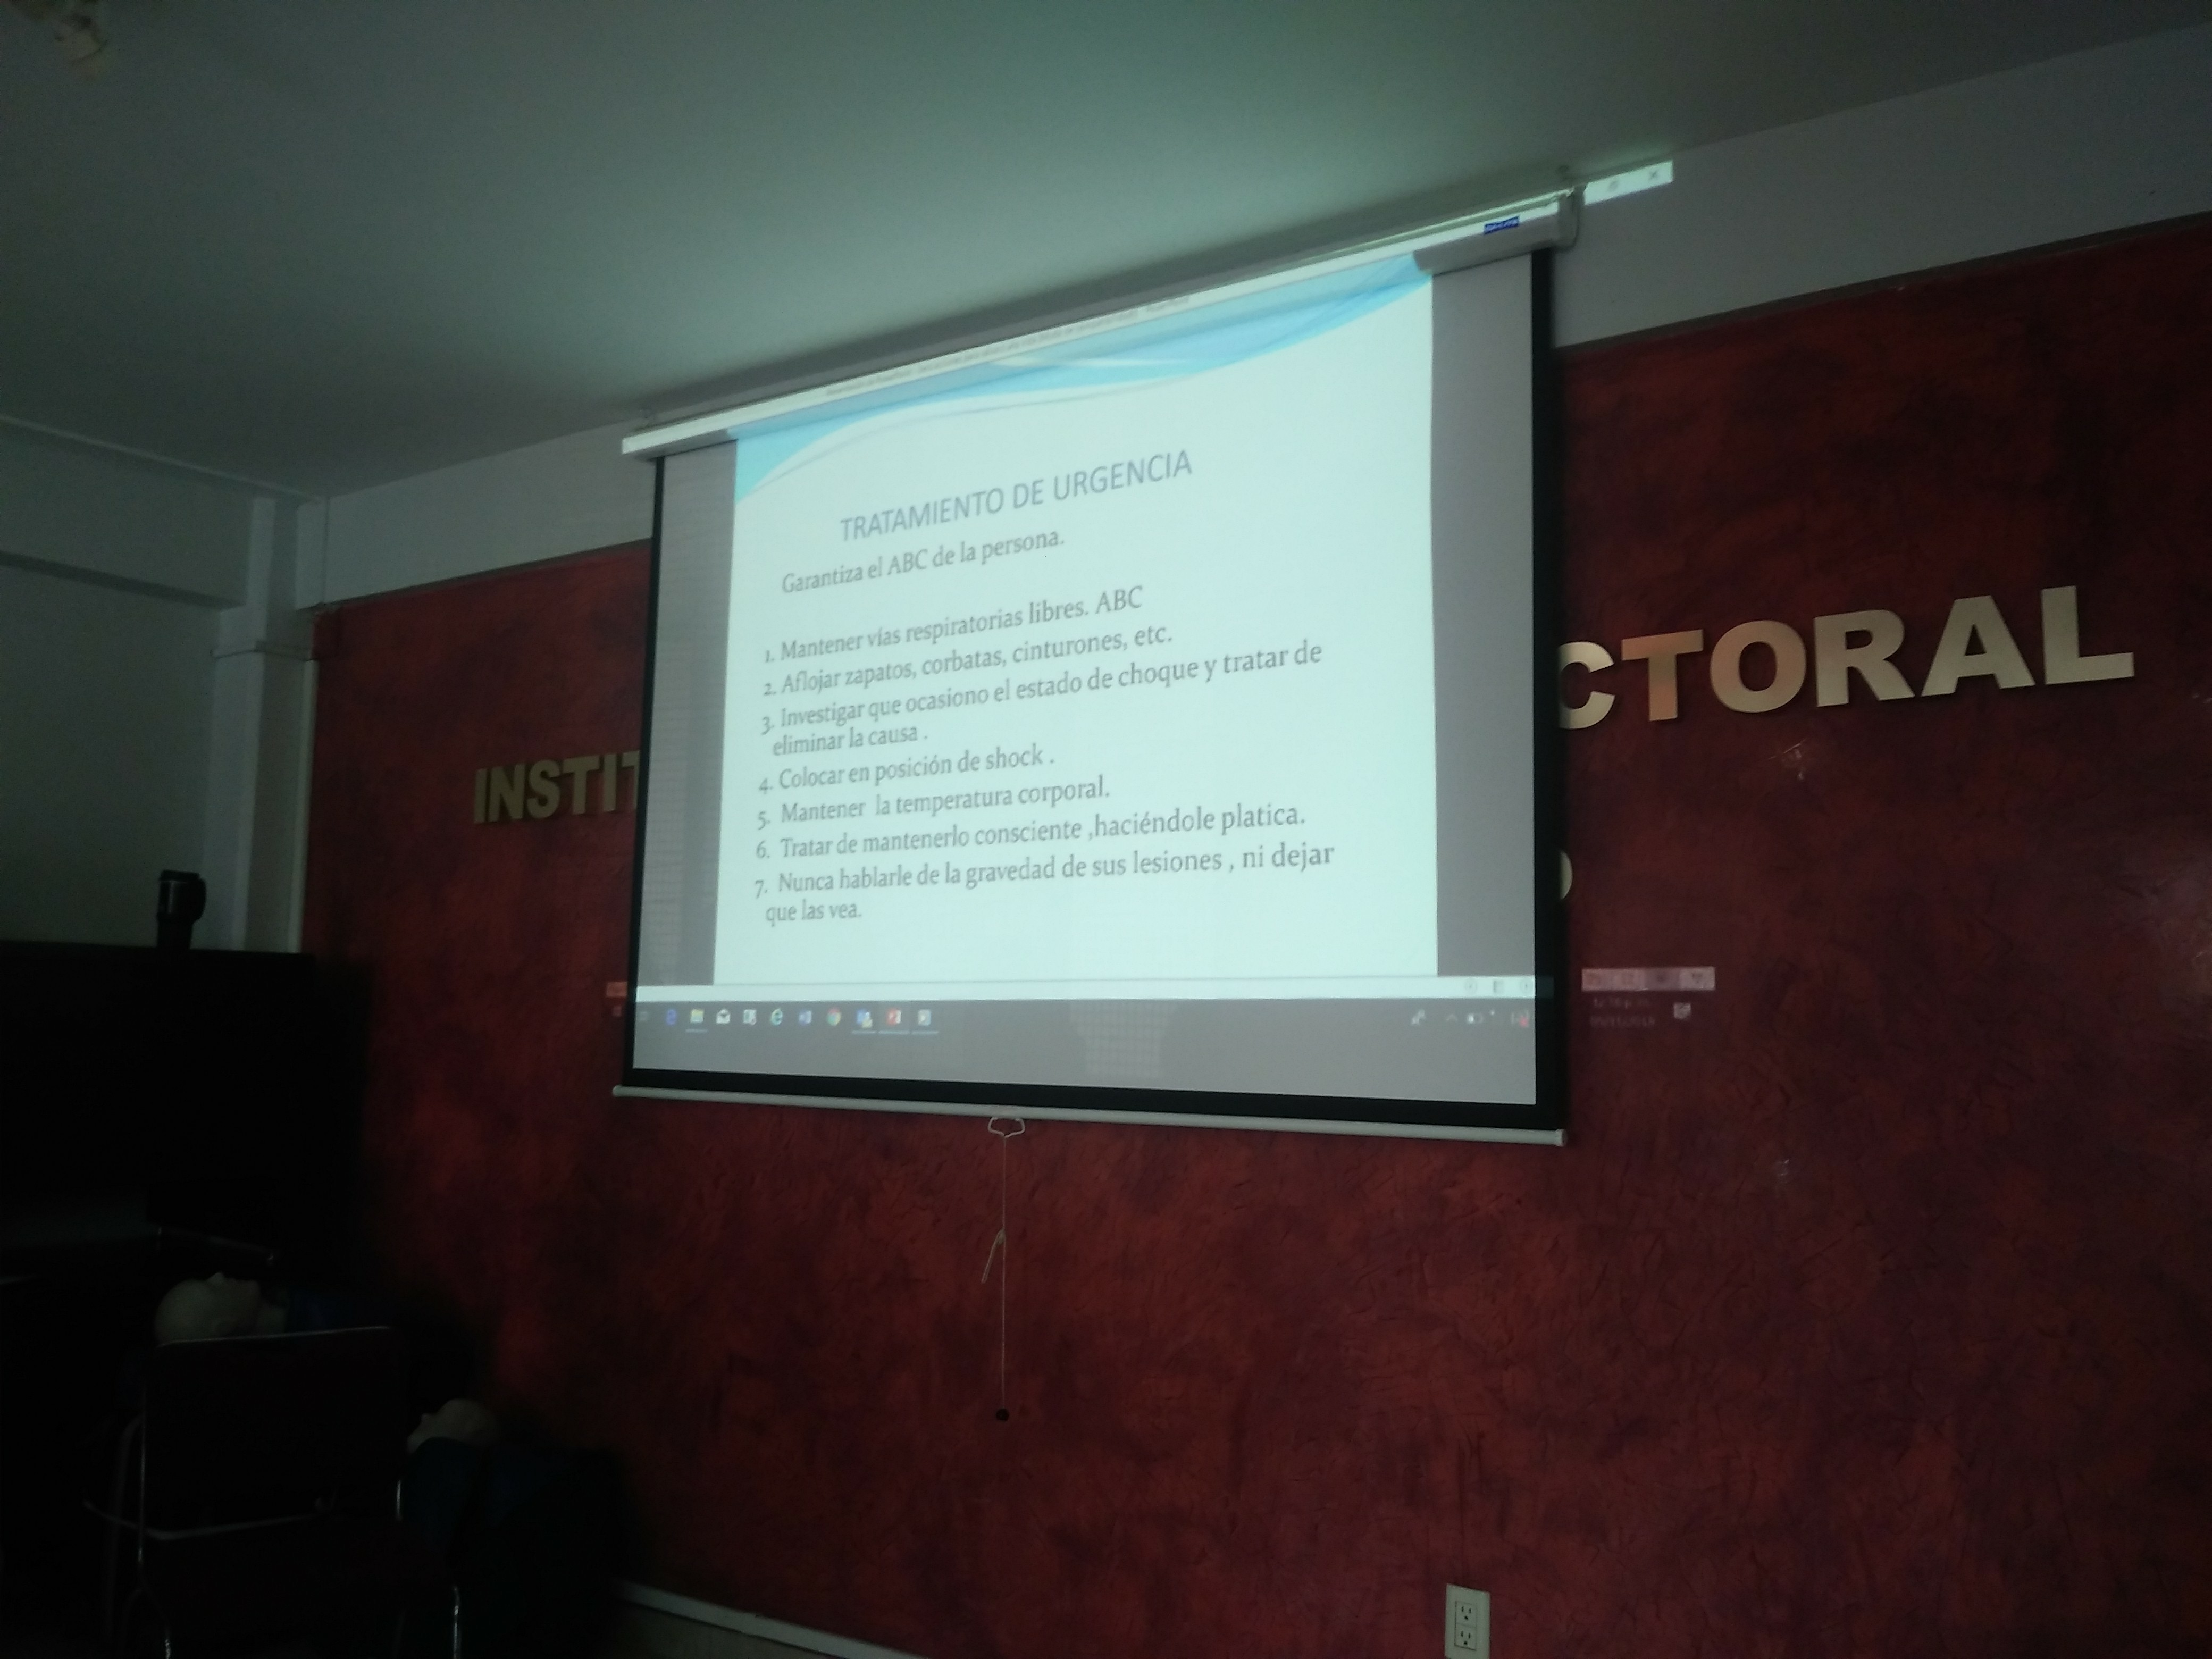 TRATAMIENTO DE URGENCIA
Garantiza el ABC de la persona.
1. Mantener vías respiratorias libres. ABC
2. Aflojar zapatos, corbatas, cinturones, etc.
3. Investigar que ocasiono el estado de choque y tratar de
eliminar la causa .
4. Colocar en posición de shock .
5. Mantener la temperatura corporal.
6. Tratar de mantenerlo consciente ,haciéndole platica.
7. Nunca hablarle de la gravedad de sus lesiones , ni dejar
que las vea.
INSTIT
CTORAL